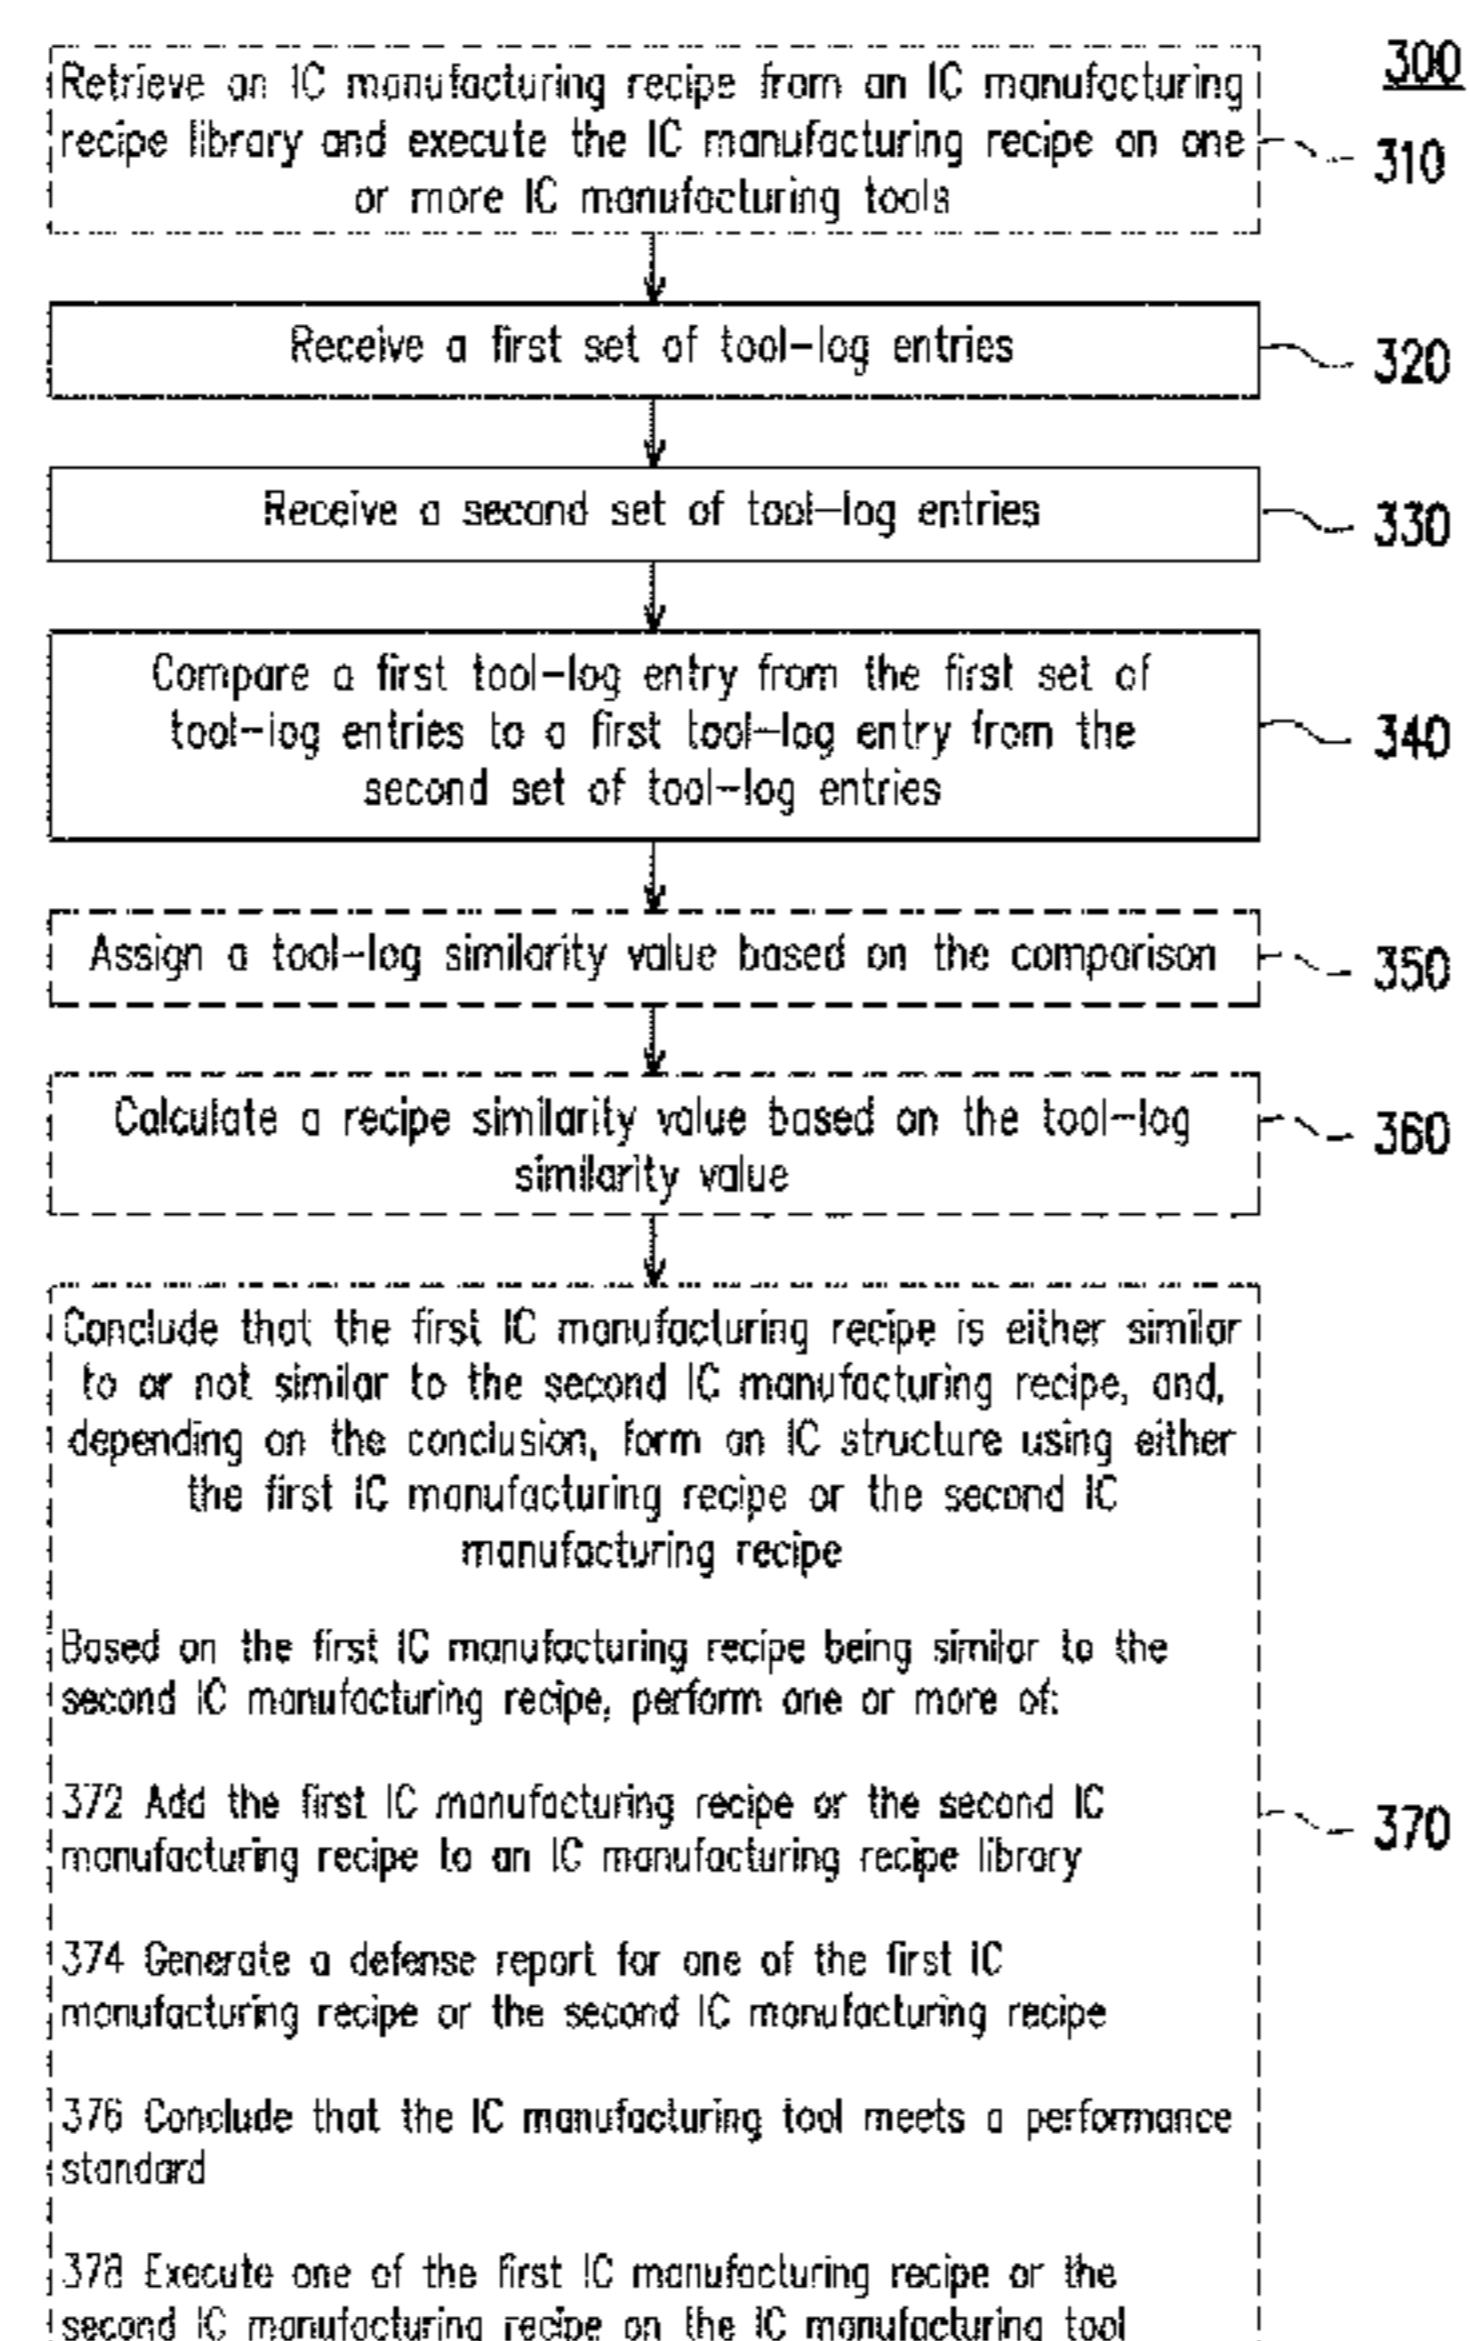 300
Retrieve an IC manufacturing recipe from an IC manufacturing
recipe library and execute the IC manufacturing recipe on one
or more IC manufacturing tools
310
Receive a first set of tool-log entries
320
Receive a second set of tool-log entries
330
Compare a first tool-log entry from the first set of
tool-log entries to a first tool-log entry from the
second set of tool-log entries
340
Assign a tool-log similarity value based on the comparison
350
Calculate a recipe similarity value based on the tool-log
similarity value
360
Conclude that the first IC manufacturing recipe is either similar
to or not similar to the second IC manufacturing recipe, and,
depending on the conclusion, form an IC structure using either
the first IC manufacturing recipe or the second IC
manufacturing recipe
Based on the first IC manufacturing recipe being similar to the
second IC manufacturing recipe, perform one or more of:
372 Add the first IC manufacturing recipe or the second IC
manufacturing recipe to an IC manufacturing recipe library
370
374 Generate a defense report for one of the first IC
manufacturing recipe or the second IC manufacturing recipe
376 Conclude that the IC manufacturing tool meets a performance
standard
378 Execute one of the first IC manufacturing recipe or the
second IC manufacturing recipe on the IC manufacturing tool